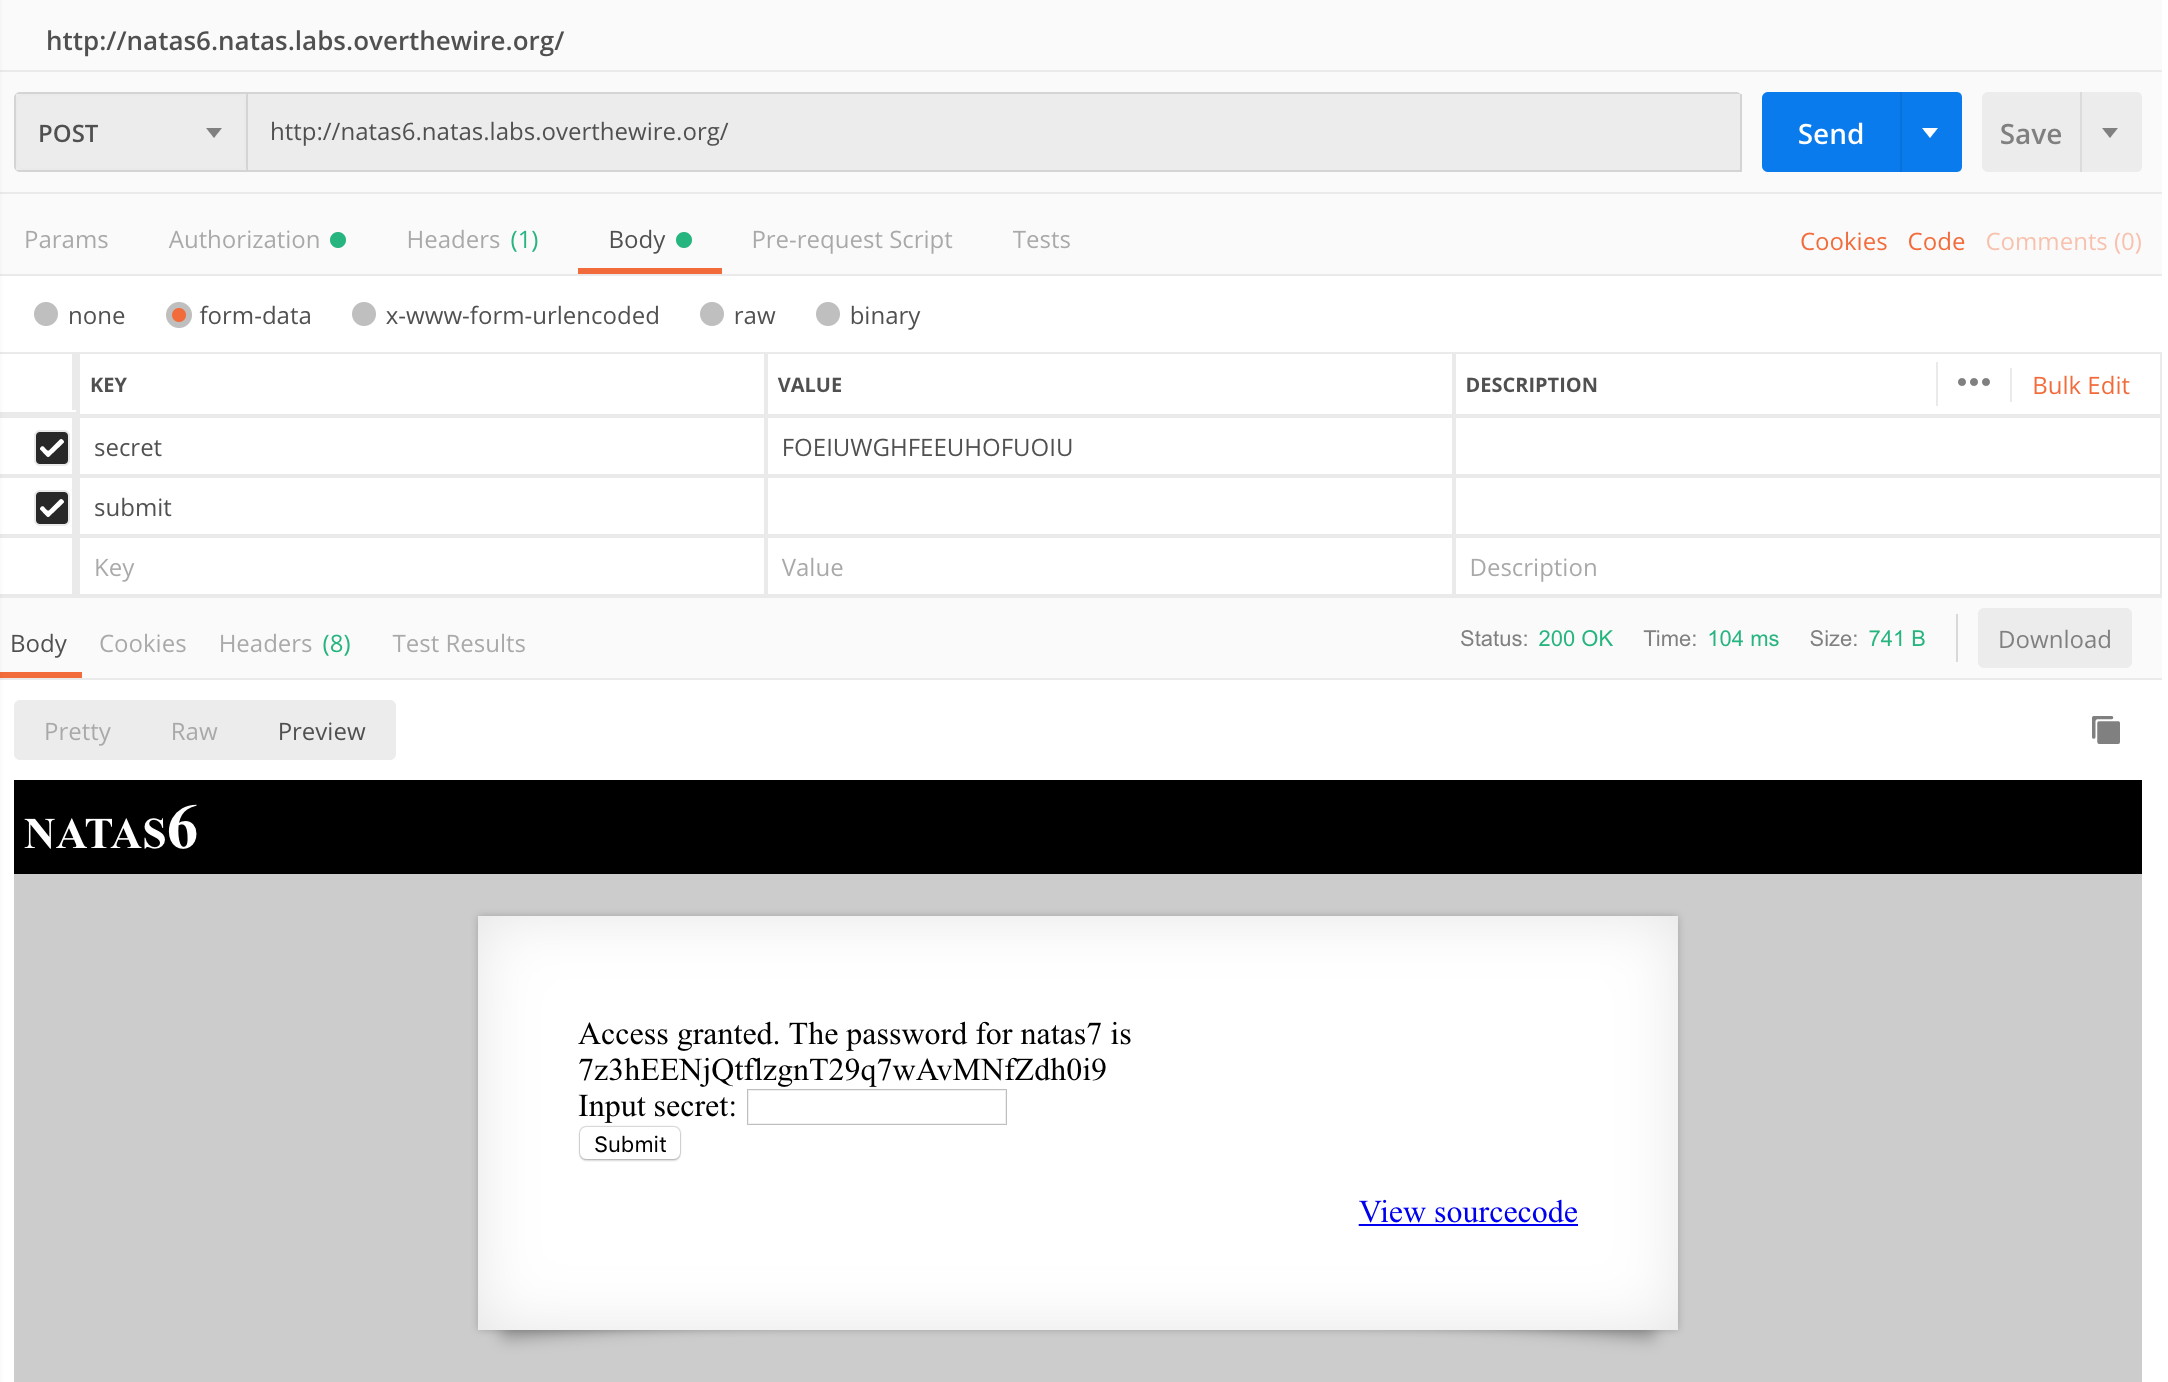 http://natas6.natas.labs.overthewire.org/
POST http://natas6.natas.labs.overthewire.org/ Send Save
Params Authorization Headers (1) Body Pre-request Script Tests Cookies Code Comments (0)
none form-data x-www-form-urlencoded raw binary
KEY VALUE DESCRIPTION ••• Bulk Edit
secret FOEIUWGHFEEUHOFUOIU
submit
Key Value Description
Body Cookies Headers (8) Test Results Status: 200 OK Time: 104 ms Size: 741 B Download
Pretty Raw Preview
NATAS6
Access granted. The password for natas7 is
7z3hEENjQtflzgnT29q7wAvMNfZdh0i9
Input secret:
Submit
View sourcecode